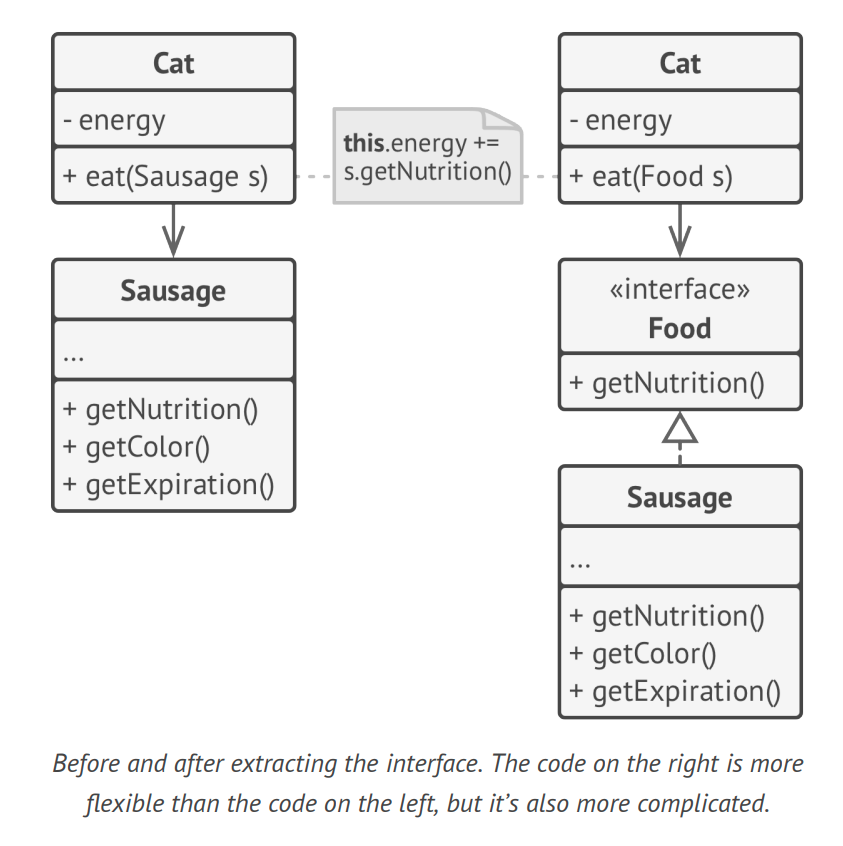 Cat
- energy
+ eat(Sausage s)
Sausage
...
+ getNutrition()
+ getColor()
+ getExpiration()
this.energy +=
s.getNutrition()
Cat
- energy
+ eat(Food s)
«interface»
Food
+ getNutrition()
Sausage
...
+ getNutrition()
+ getColor()
+ getExpiration()
Before and after extracting the interface. The code on the right is more
flexible than the code on the left, but it’s also more complicated.